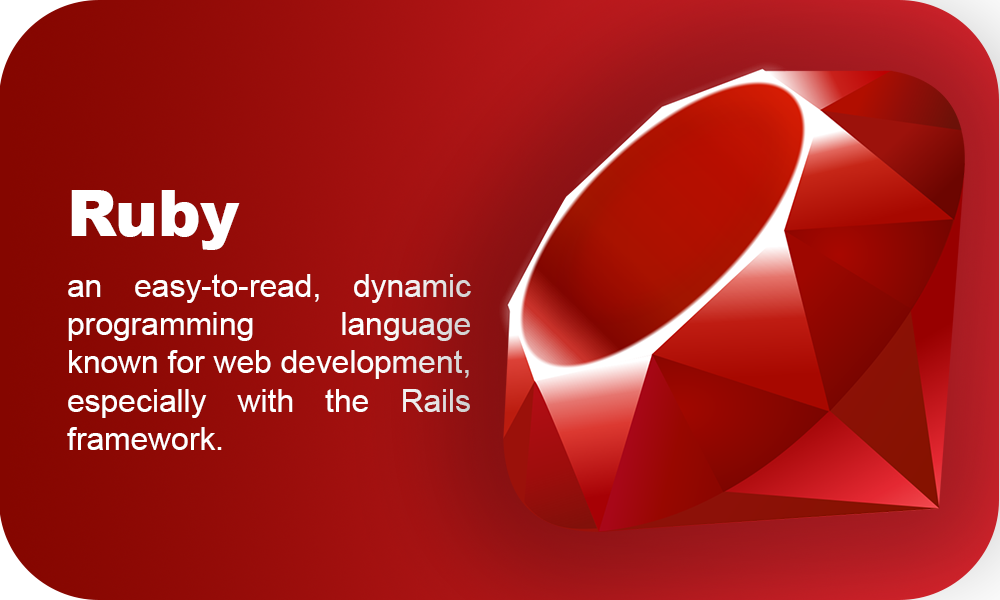 Ruby
an easy-to-read, dynamic
programming language
known for web development,
especially with the Rails
framework.